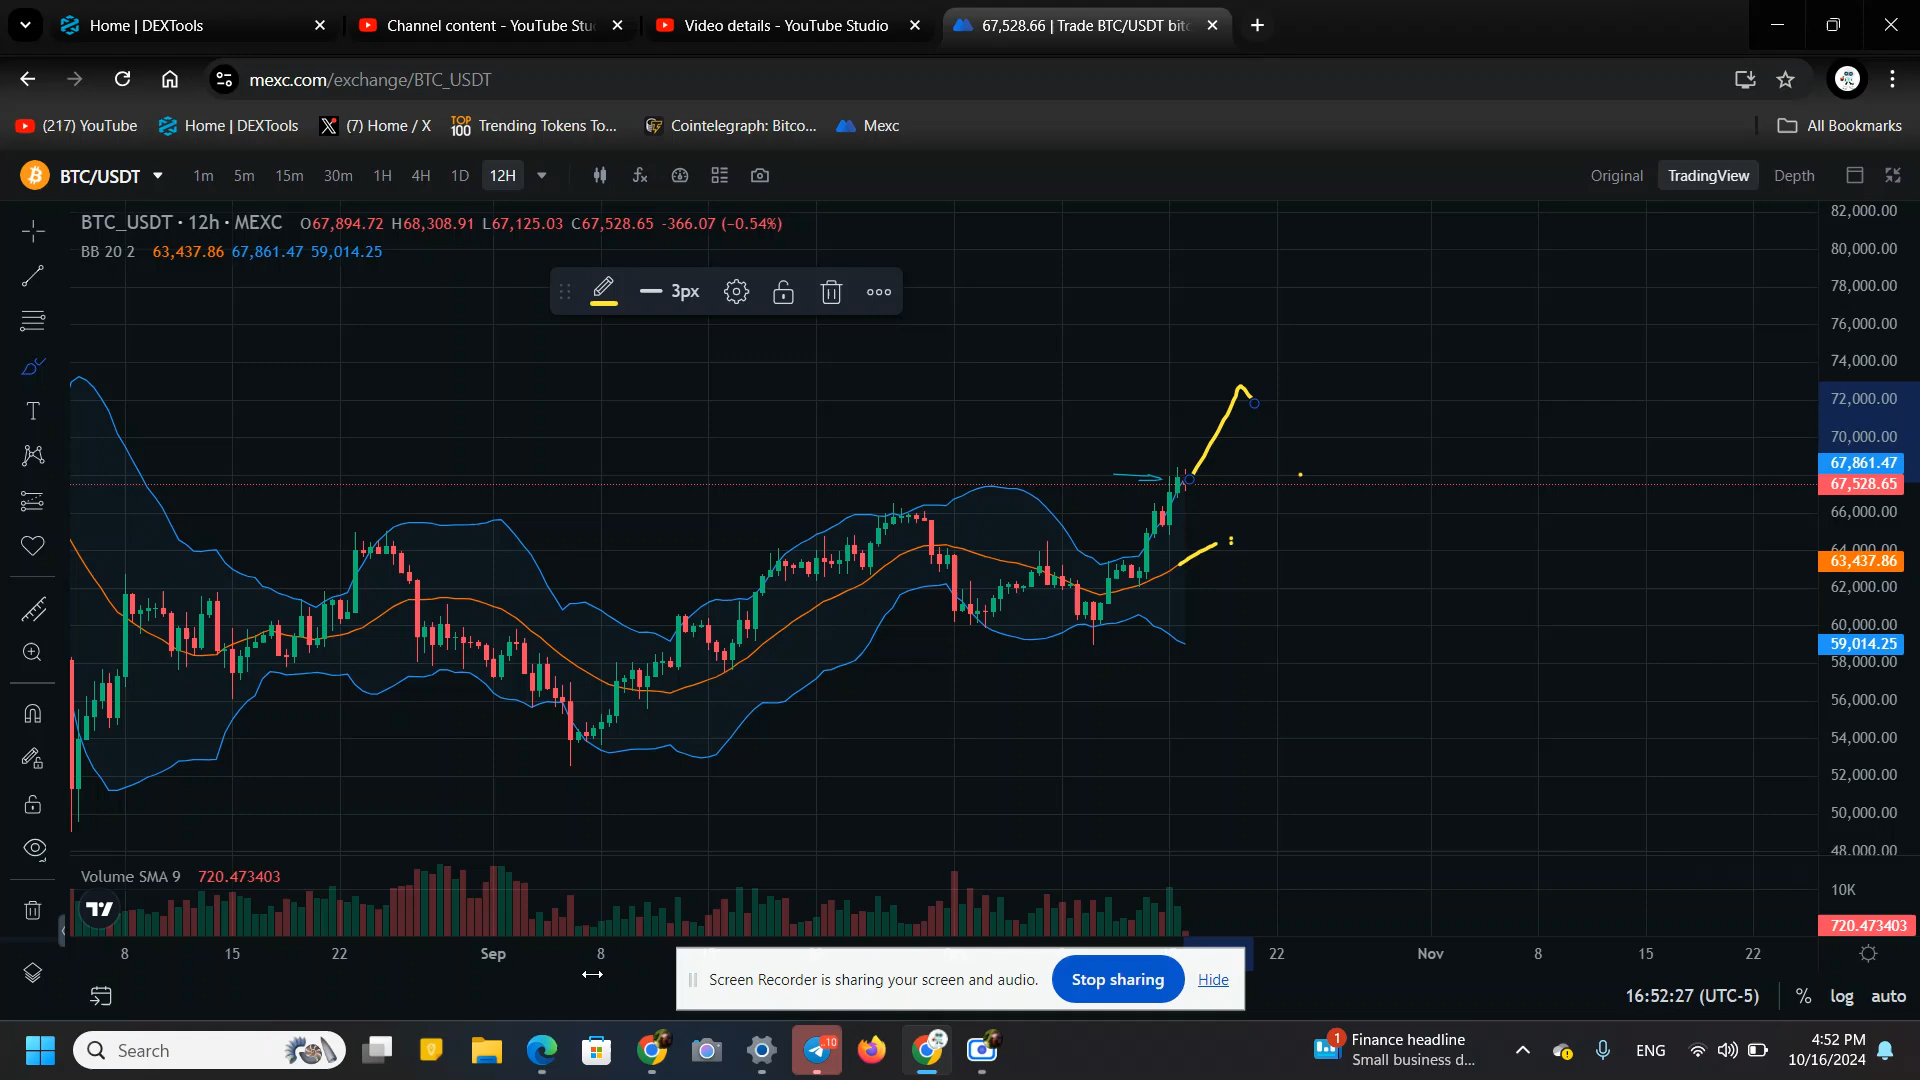 Home | DEXTools
Channel content - YouTube Stu
Video details - YouTube Studio
67,528.66 | Trade BTC/USDT bitc
mexc.com/exchange/BTC_USDT
(217) YouTube
Home | DEXTools
(7) Home / X
TOP 100
Trending Tokens To...
Cointelegraph: Bitco...
Mexc
All Bookmarks
BTC/USDT 1m 5m 15m 30m 1H 4H 1D 12H
Original TradingView Depth
BTC_USDT · 12h · MEXC O67,894.72 H68,308.91 L67,125.03 C67,528.65 -366.07 (-0.54%)
BB 20 2 63,437.86 67,861.47 59,014.25
3px
82,000.00
80,000.00
78,000.00
76,000.00
74,000.00
72,000.00
70,000.00
67,861.47
67,528.65
66,000.00
64,000.00
63,437.86
62,000.00
60,000.00
59,014.25
58,000.00
56,000.00
54,000.00
52,000.00
50,000.00
48,000.00
Volume SMA 9 720.473403
10K
720.473403
8 15 22 Sep 8 22 Nov 8 15 22
Screen Recorder is sharing your screen and audio. Stop sharing Hide
16:52:27 (UTC-5) % log auto
Search
10
1
Finance headline
Small business d...
ENG
4:52 PM
10/16/2024